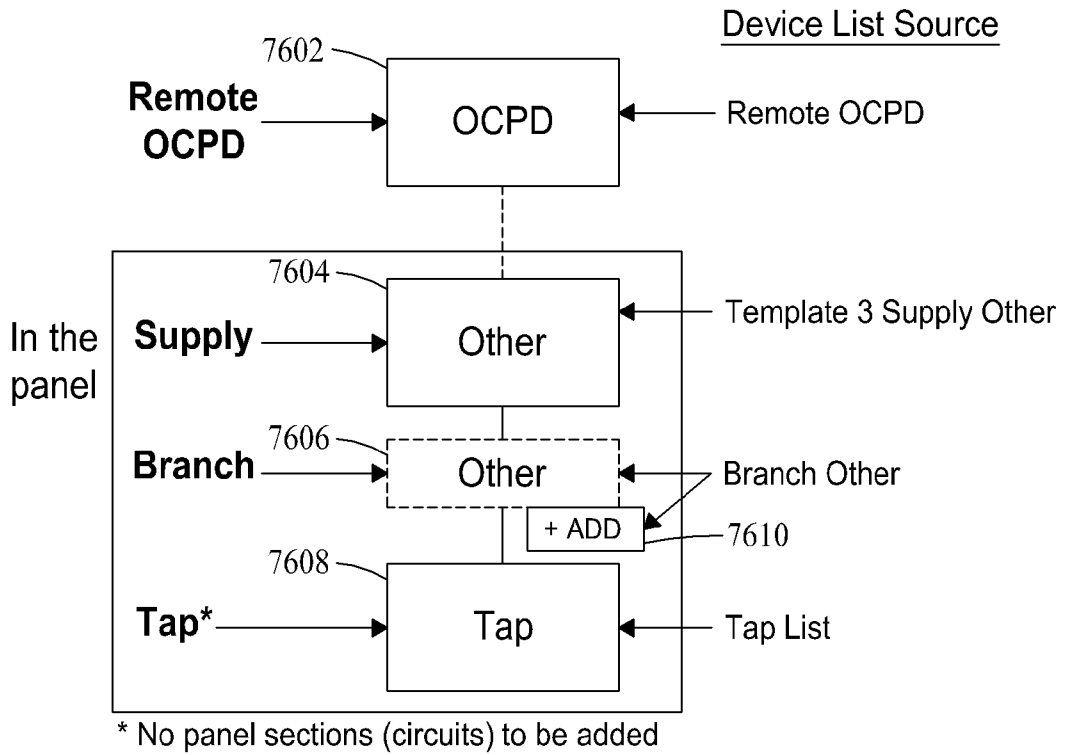 Device List Source
7602
Remote
OCPD
OCPD
Remote OCPD
7604
In the
panel
Supply
Other
Template 3 Supply Other
7606
Branch
Other
Branch Other
+ ADD
7610
7608
Tap*
Tap
Tap List
* No panel sections (circuits) to be added